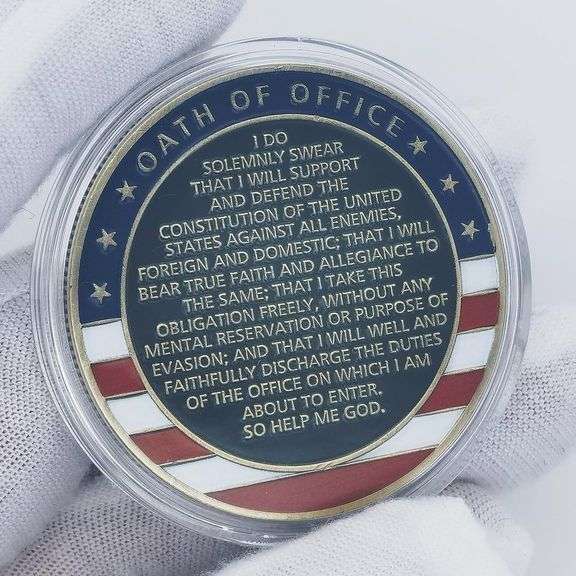 OATH OF OFFICE
I DO
SOLEMNLY SWEAR
THAT I WILL SUPPORT
AND DEFEND THE
CONSTITUTION OF THE UNITED
STATES AGAINST ALL ENEMIES,
FOREIGN AND DOMESTIC; THAT I WILL
BEAR TRUE FAITH AND ALLEGIANCE TO
THE SAME; THAT I TAKE THIS
OBLIGATION FREELY, WITHOUT ANY
MENTAL RESERVATION OR PURPOSE OF
EVASION; AND THAT I WILL WELL AND
FAITHFULLY DISCHARGE THE DUTIES
OF THE OFFICE ON WHICH I AM
ABOUT TO ENTER.
SO HELP ME GOD.